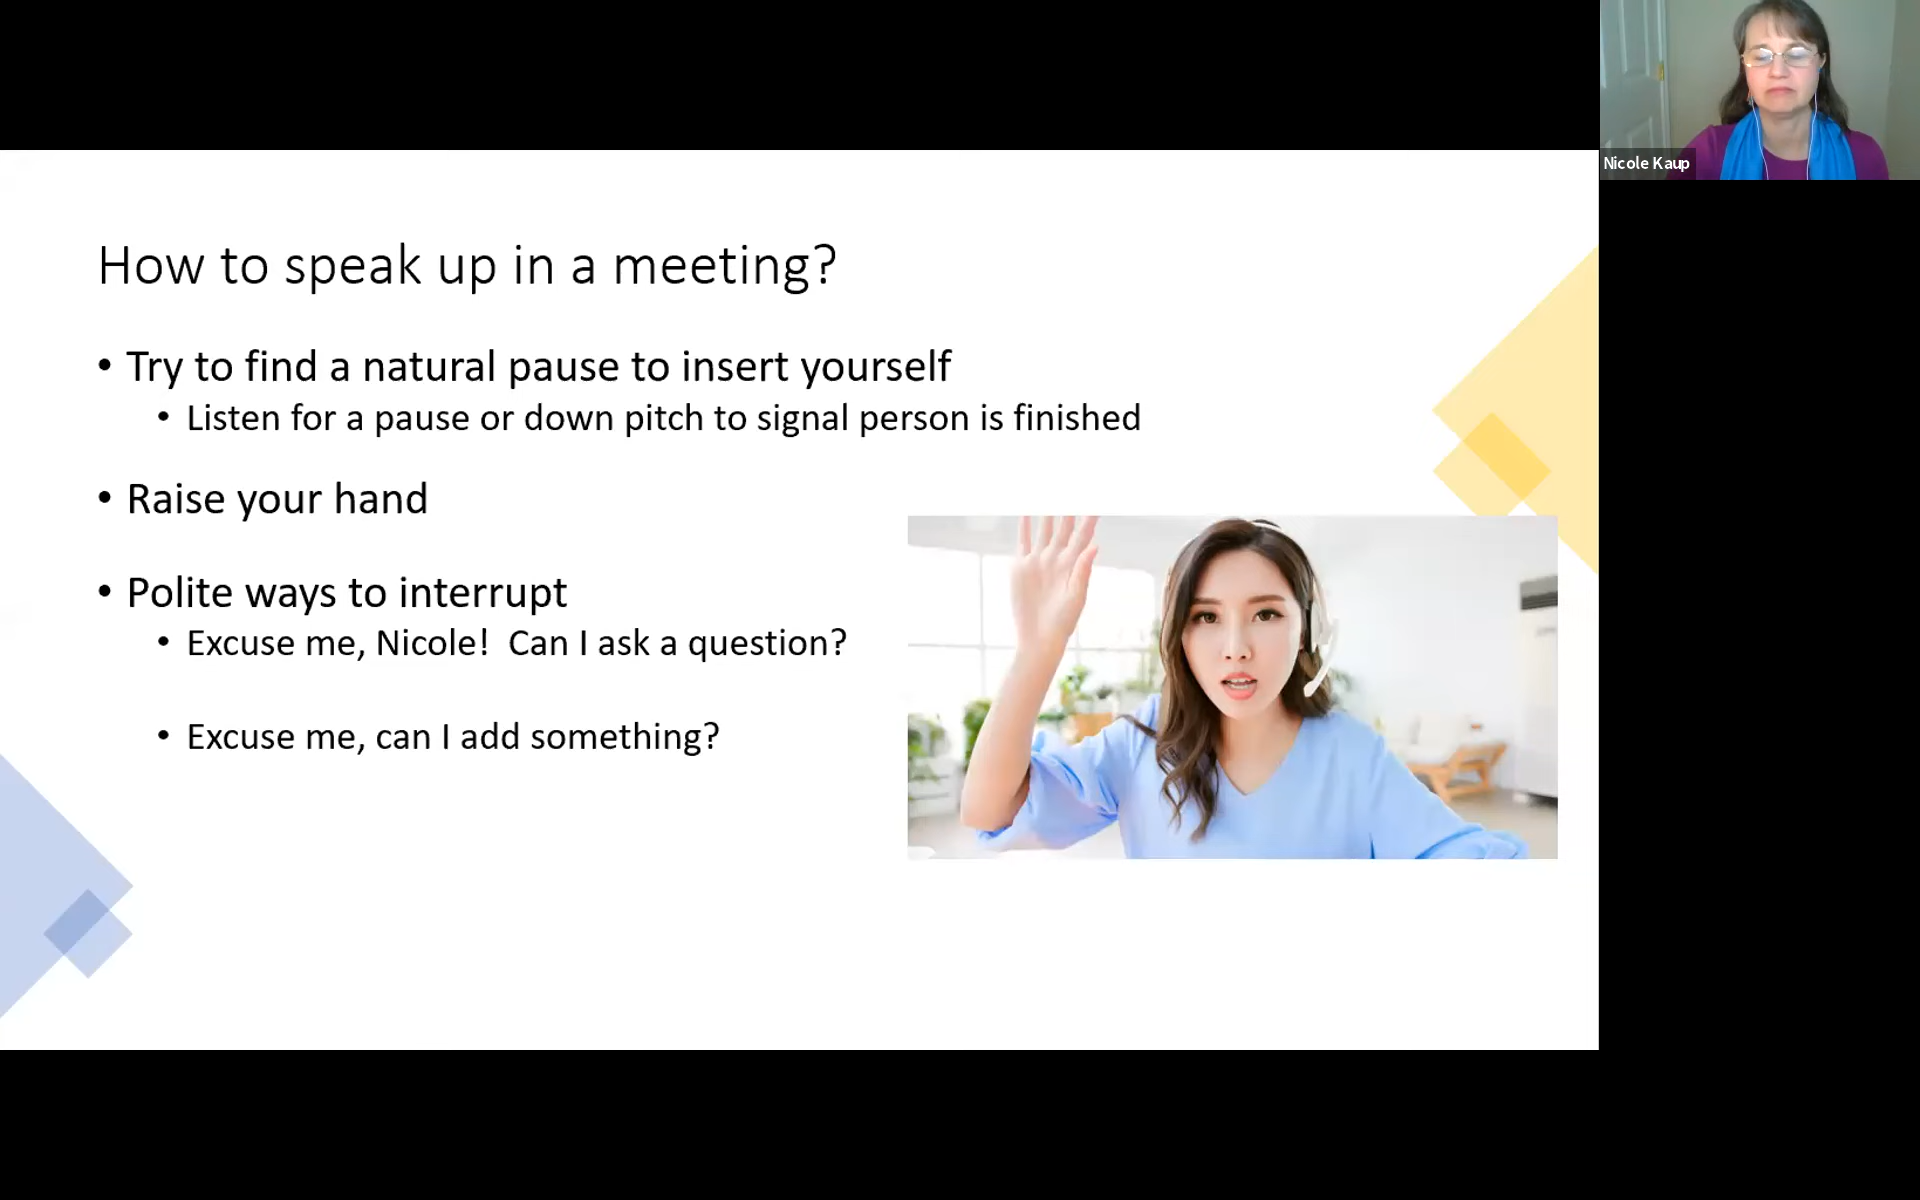 Nicole Kaup
How to speak up in a meeting?
• Try to find a natural pause to insert yourself
• Listen for a pause or down pitch to signal person is finished
• Raise your hand
• Polite ways to interrupt
• Excuse me, Nicole!  Can I ask a question?
• Excuse me, can I add something?